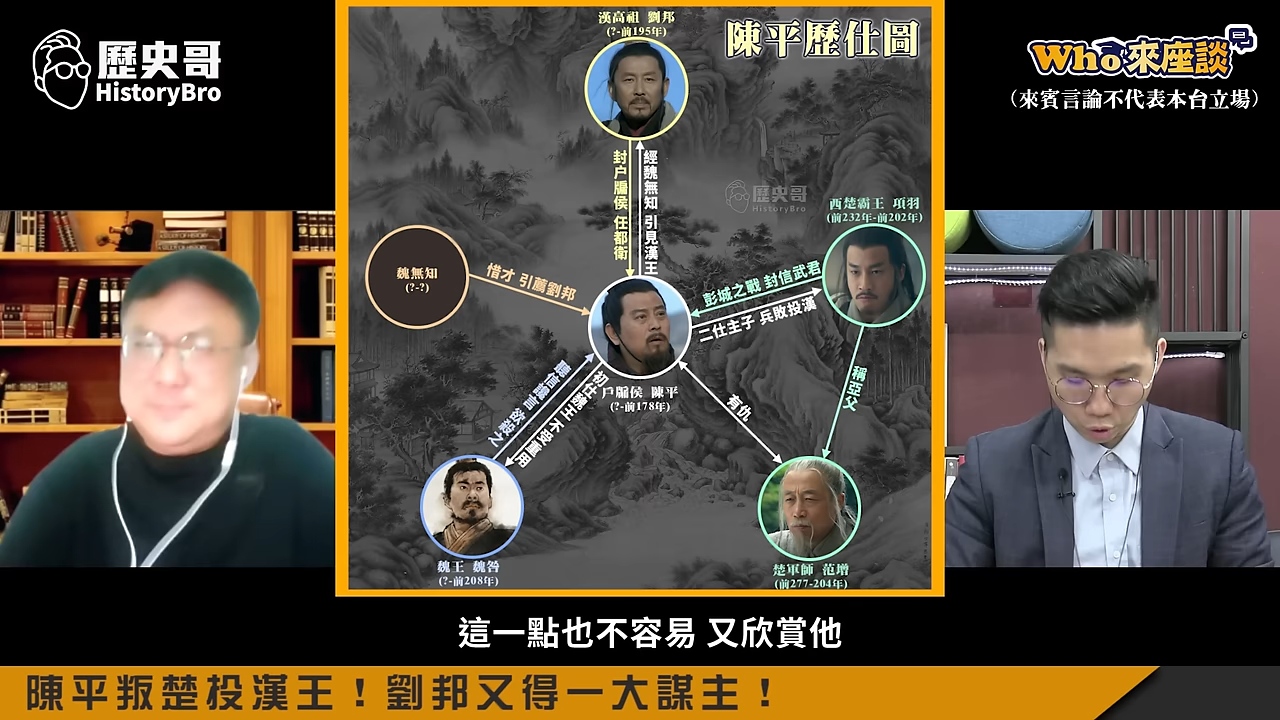 歷史哥
HistoryBro
漢高祖 劉邦
(?-前195年)
陳平歷仕圖
Who來座談
(來賓言論不代表本台立場)
封户牖侯 任都衛
經魏無知 引見漢王
歷史哥
HistoryBro
西楚霸王 項羽
(前232年-前202年)
魏無知
(?-?)
惜才 引薦劉邦
彭城之戰 封信武君
二仕主子 兵敗投漢
戶牖侯 陳平
(?-前178年)
聽信讒言 欲殺之
初仕魏王 不受重用
有仇
稱亞父
魏王 魏咎
(?-前208年)
楚軍師 范增
(前277-204年)
這一點也不容易 又欣賞他
陳平叛楚投漢王！劉邦又得一大謀主！